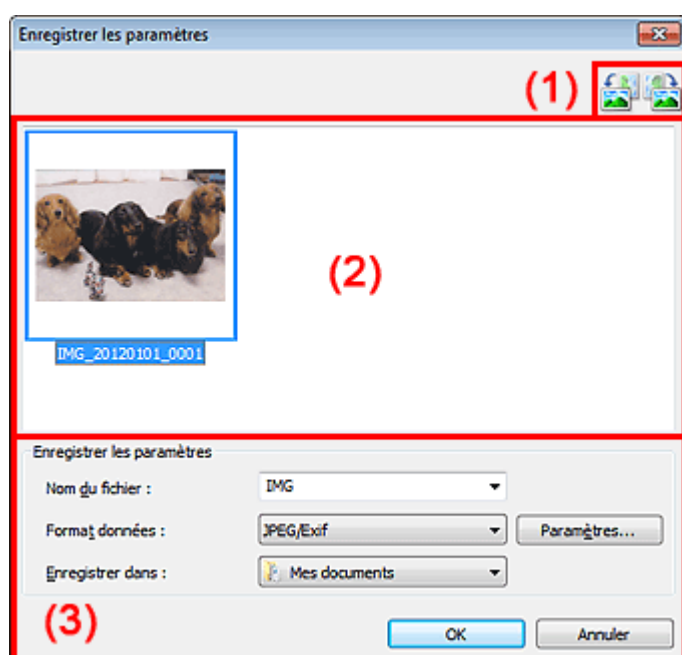 Enregistrer les paramètres
(1)
(2)
IMG_20120101_0001
Enregistrer les paramètres
Nom du fichier :
IMG
Format données :
JPEG/Exif
Paramètres...
Enregistrer dans :
Mes documents
(3)
OK
Annuler